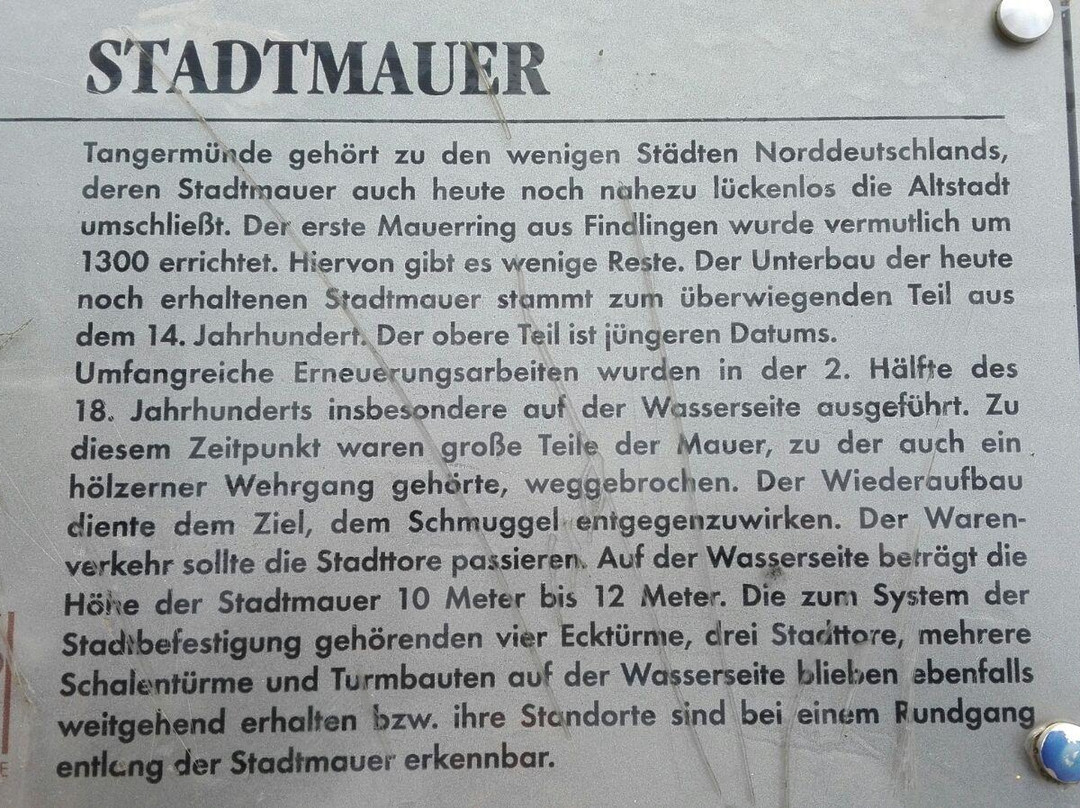 STADTMAUER
Tangermünde gehört zu den wenigen Städten Norddeutschlands,
deren Stadtmauer auch heute noch nahezu lückenlos die Altstadt
umschließt. Der erste Mauerring aus Findlingen wurde vermutlich um
1300 errichtet. Hiervon gibt es wenige Reste. Der Unterbau der heute
noch erhaltenen Stadtmauer stammt zum überwiegenden Teil aus
dem 14. Jahrhundert. Der obere Teil ist jüngeren Datums.
Umfangreiche Erneuerungsarbeiten wurden in der 2. Hälfte des
18. Jahrhunderts insbesondere auf der Wasserseite ausgeführt. Zu
diesem Zeitpunkt waren große Teile der Mauer, zu der auch ein
hölzerner Wehrgang gehörte, weggebrochen. Der Wiederaufbau
diente dem Ziel, dem Schmuggel entgegenzuwirken. Der Waren-
verkehr sollte die Stadttore passieren. Auf der Wasserseite beträgt die
Höhe der Stadtmauer 10 Meter bis 12 Meter. Die zum System der
Stadtbefestigung gehörenden vier Ecktürme, drei Stadttore, mehrere
Schalentürme und Turmbauten auf der Wasserseite blieben ebenfalls
weitgehend erhalten bzw. ihre Standorte sind bei einem Rundgang
entlang der Stadtmauer erkennbar.